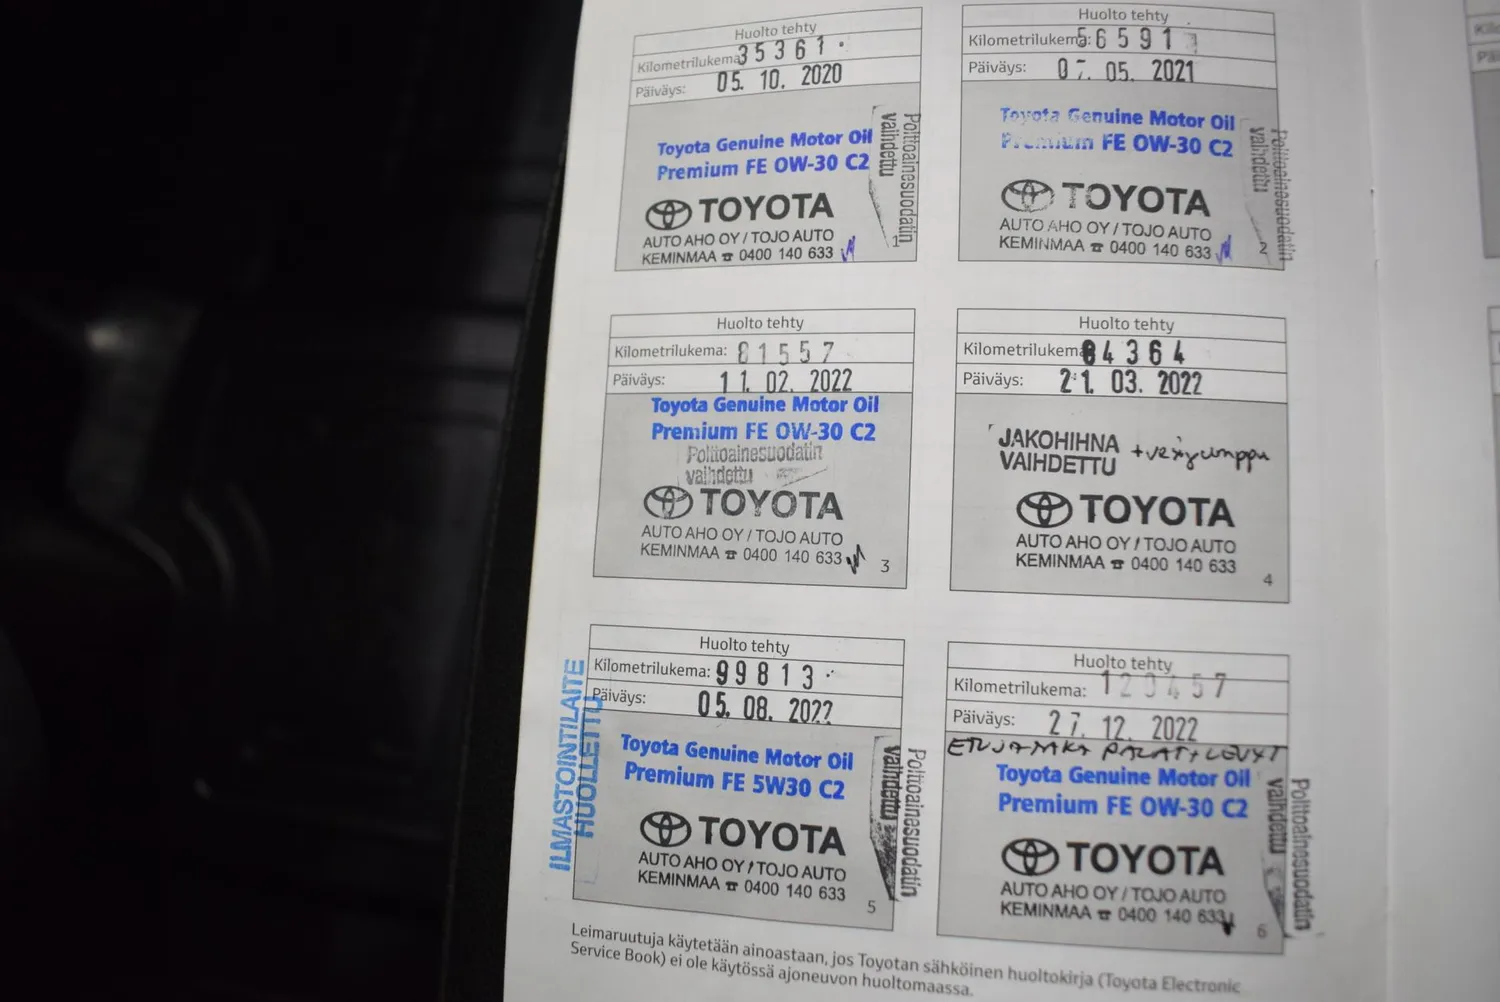 Huolto tehty
Kilometrilukema: 35361
Päiväys: 05. 10. 2020
Toyota Genuine Motor Oil
Premium FE 0W-30 C2
Polttoainesuodatin
vaihdettu
TOYOTA
AUTO AHO OY / TOJO AUTO
KEMINMAA ☎ 0400 140 633
1
Huolto tehty
Kilometrilukema: 56591
Päiväys: 07. 05. 2021
Toyota Genuine Motor Oil
Premium FE 0W-30 C2
Polttoainesuodatin
vaihdettu
TOYOTA
AUTO AHO OY / TOJO AUTO
KEMINMAA ☎ 0400 140 633
2
Huolto tehty
Kilometrilukema: 81557
Päiväys: 11. 02. 2022
Toyota Genuine Motor Oil
Premium FE 0W-30 C2
Polttoainesuodatin
vaihdettu
TOYOTA
AUTO AHO OY / TOJO AUTO
KEMINMAA ☎ 0400 140 633
3
Huolto tehty
Kilometrilukema: 84364
Päiväys: 21. 03. 2022
JAKOHIHNA + vesipumppu
VAIHDETTU
TOYOTA
AUTO AHO OY / TOJO AUTO
KEMINMAA ☎ 0400 140 633
4
ILMASTOINTILAITE
HUOLLETTU
Huolto tehty
Kilometrilukema: 99813
Päiväys: 05. 08. 2022
Toyota Genuine Motor Oil
Premium FE 5W30 C2
Polttoainesuodatin
vaihdettu
TOYOTA
AUTO AHO OY / TOJO AUTO
KEMINMAA ☎ 0400 140 633
5
Huolto tehty
Kilometrilukema:
Päiväys: 27. 12. 2022
ETUJARRU PALAT + LEVYT
Toyota Genuine Motor Oil
Premium FE 0W-30 C2
Polttoainesuodatin
vaihdettu
TOYOTA
AUTO AHO OY / TOJO AUTO
KEMINMAA ☎ 0400 140 633
6
Leimaruutuja käytetään ainoastaan, jos Toyotan sähköinen huoltokirja (Toyota Electronic
Service Book) ei ole käytössä ajoneuvon huoltomaassa.